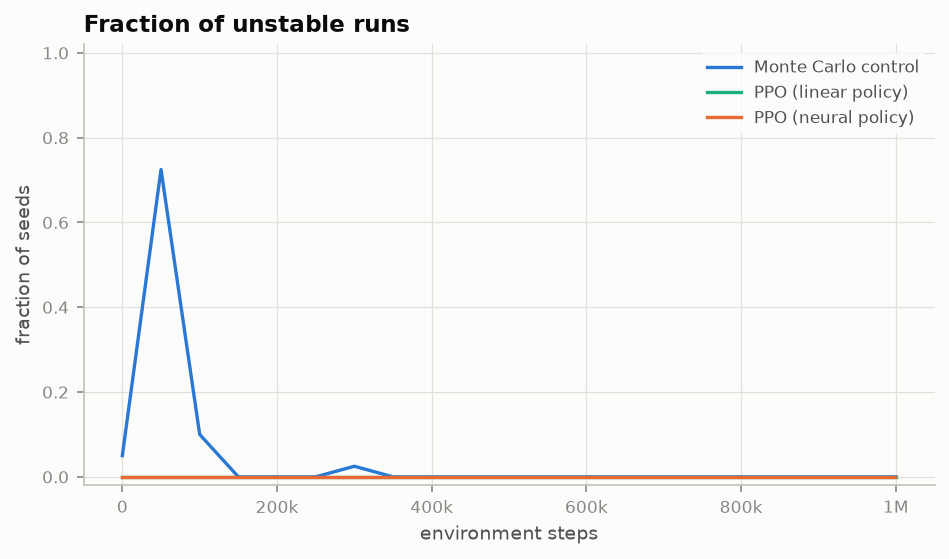 Fraction of unstable runs
Monte Carlo control
PPO (linear policy)
PPO (neural policy)
fraction of seeds
1.0
0.8
0.6
0.4
0.2
0.0
0
200k
400k
600k
800k
1M
environment steps